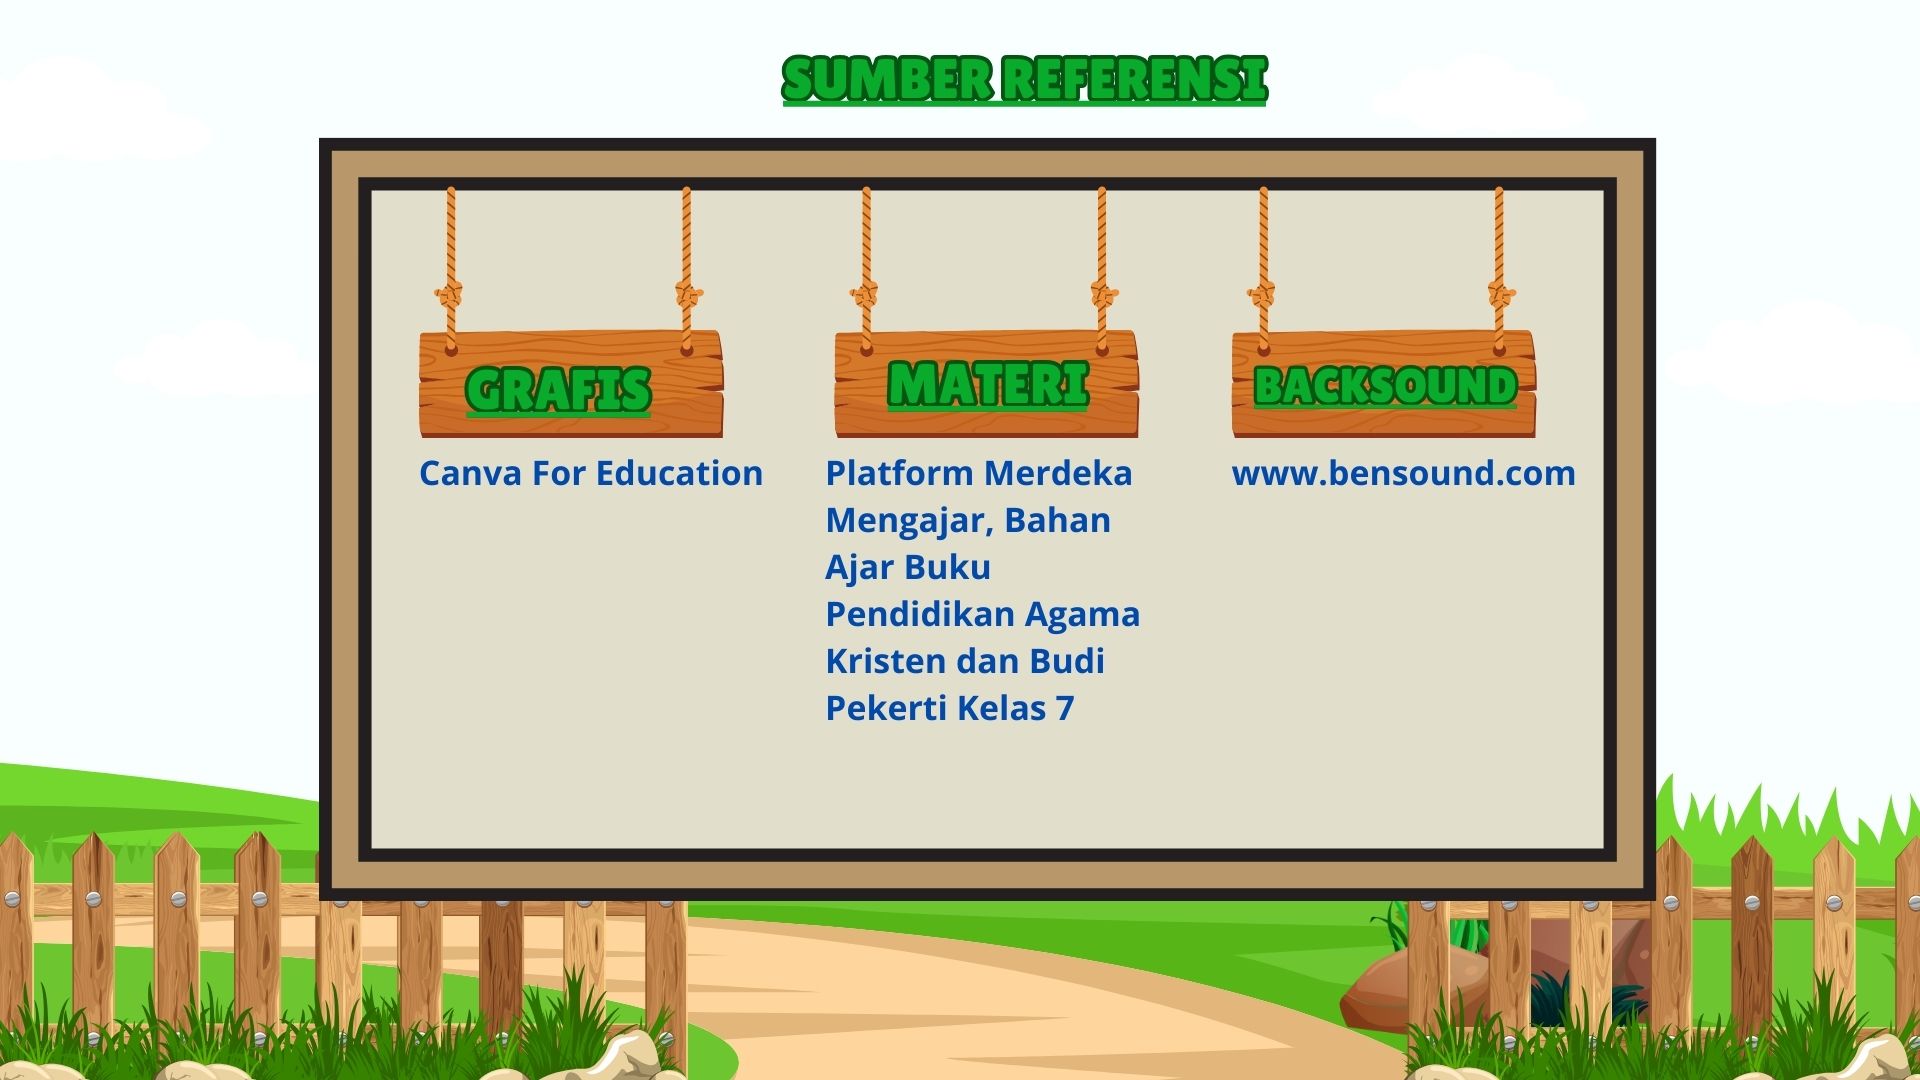 SUMBER REFERENSI
GRAFIS
Canva For Education
MATERI
Platform Merdeka
Mengajar, Bahan
Ajar Buku
Pendidikan Agama
Kristen dan Budi
Pekerti Kelas 7
BACKSOUND
www.bensound.com